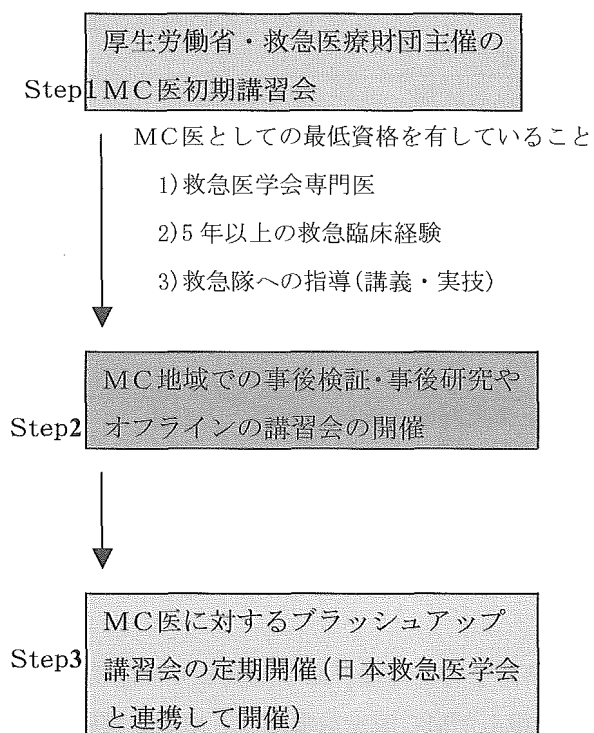 厚生労働省・救急医療財団主催の
Step1 MC医初期講習会
MC医としての最低資格を有していること
1)救急医学会専門医
2)5年以上の救急臨床経験
3)救急隊への指導(講義・実技)
MC地域での事後検証・事後研究や
Step2 オフラインの講習会の開催
MC医に対するブラッシュアップ
Step3 講習会の定期開催(日本救急医学会
と連携して開催)